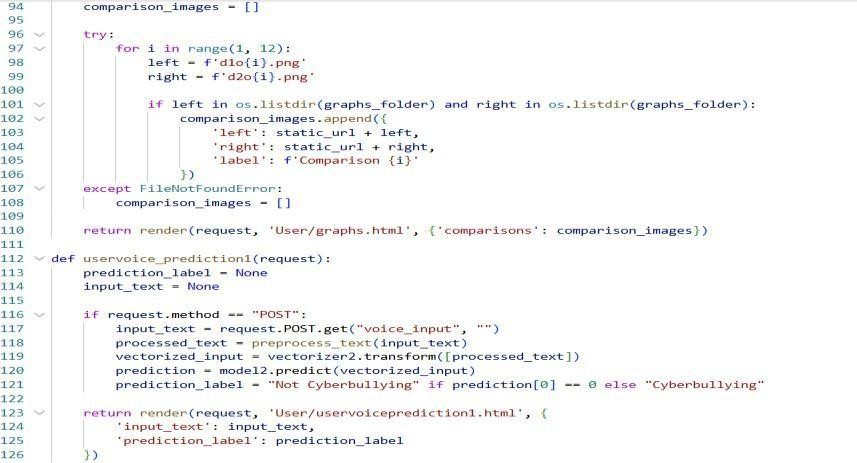 94 comparison_images = []
95
96 try:
97 for i in range(1, 12):
98 left = f'd1o{i}.png'
99 right = f'd2o{i}.png'
100
101 if left in os.listdir(graphs_folder) and right in os.listdir(graphs_folder):
102 comparison_images.append({
103 'left': static_url + left,
104 'right': static_url + right,
105 'label': f'Comparison {i}'
106 })
107 except FileNotFoundError:
108 comparison_images = []
109
110 return render(request, 'User/graphs.html', {'comparisons': comparison_images})
111
112 def uservoice_prediction1(request):
113 prediction_label = None
114 input_text = None
115
116 if request.method == "POST":
117 input_text = request.POST.get("voice_input", "")
118 processed_text = preprocess_text(input_text)
119 vectorized_input = vectorizer2.transform([processed_text])
120 prediction = model2.predict(vectorized_input)
121 prediction_label = "Not Cyberbullying" if prediction[0] == 0 else "Cyberbullying"
122
123 return render(request, 'User/uservoiceprediction1.html', {
124 'input_text': input_text,
125 'prediction_label': prediction_label
126 })